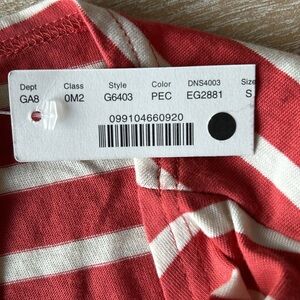 Dept Class Style Color DNS4003 Size
GA8 0M2 G6403 PEC EG2881 S
099104660920